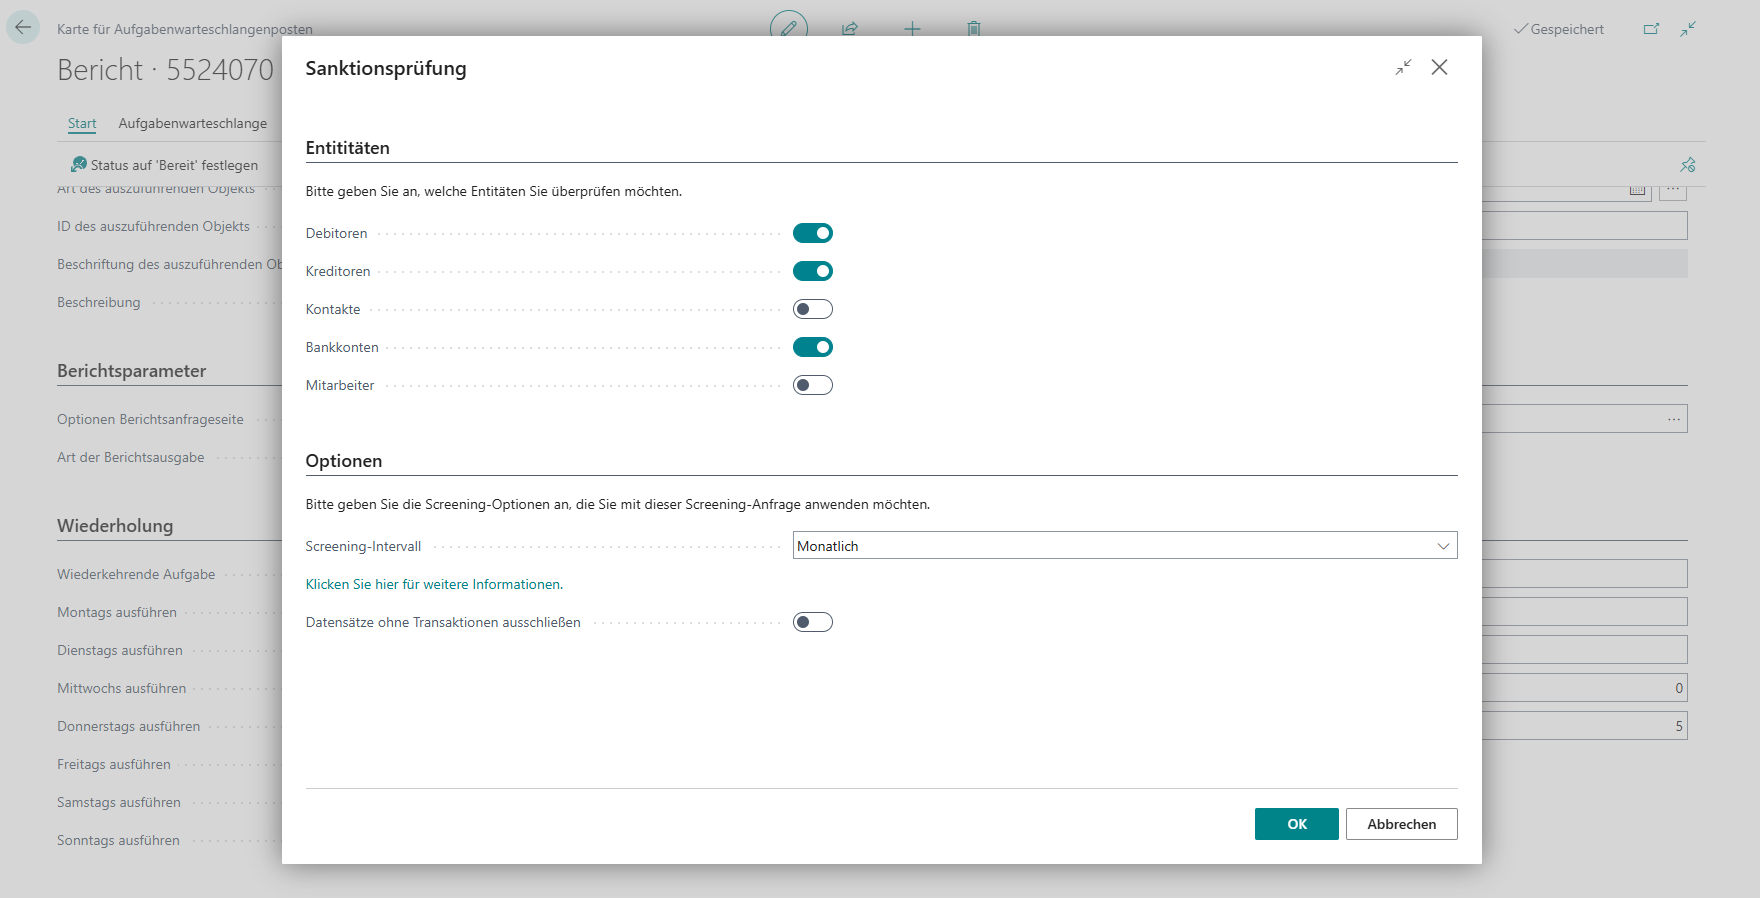 Karte für Aufgabenwarteschlangenposten
Gespeichert
Bericht · 5524070
Start Aufgabenwarteschlange
Status auf 'Bereit' festlegen
Art des auszuführenden Objekts
ID des auszuführenden Objekts
Beschriftung des auszuführenden Ob
Beschreibung
Berichtsparameter
Optionen Berichtsanfrageseite
Art der Berichtsausgabe
Wiederholung
Wiederkehrende Aufgabe
Montags ausführen
Dienstags ausführen
Mittwochs ausführen
Donnerstags ausführen
Freitags ausführen
Samstags ausführen
Sonntags ausführen
0
5
Sanktionsprüfung
Entititäten
Bitte geben Sie an, welche Entitäten Sie überprüfen möchten.
Debitoren
Kreditoren
Kontakte
Bankkonten
Mitarbeiter
Optionen
Bitte geben Sie die Screening-Optionen an, die Sie mit dieser Screening-Anfrage anwenden möchten.
Screening-Intervall Monatlich
Klicken Sie hier für weitere Informationen.
Datensätze ohne Transaktionen ausschließen
OK Abbrechen